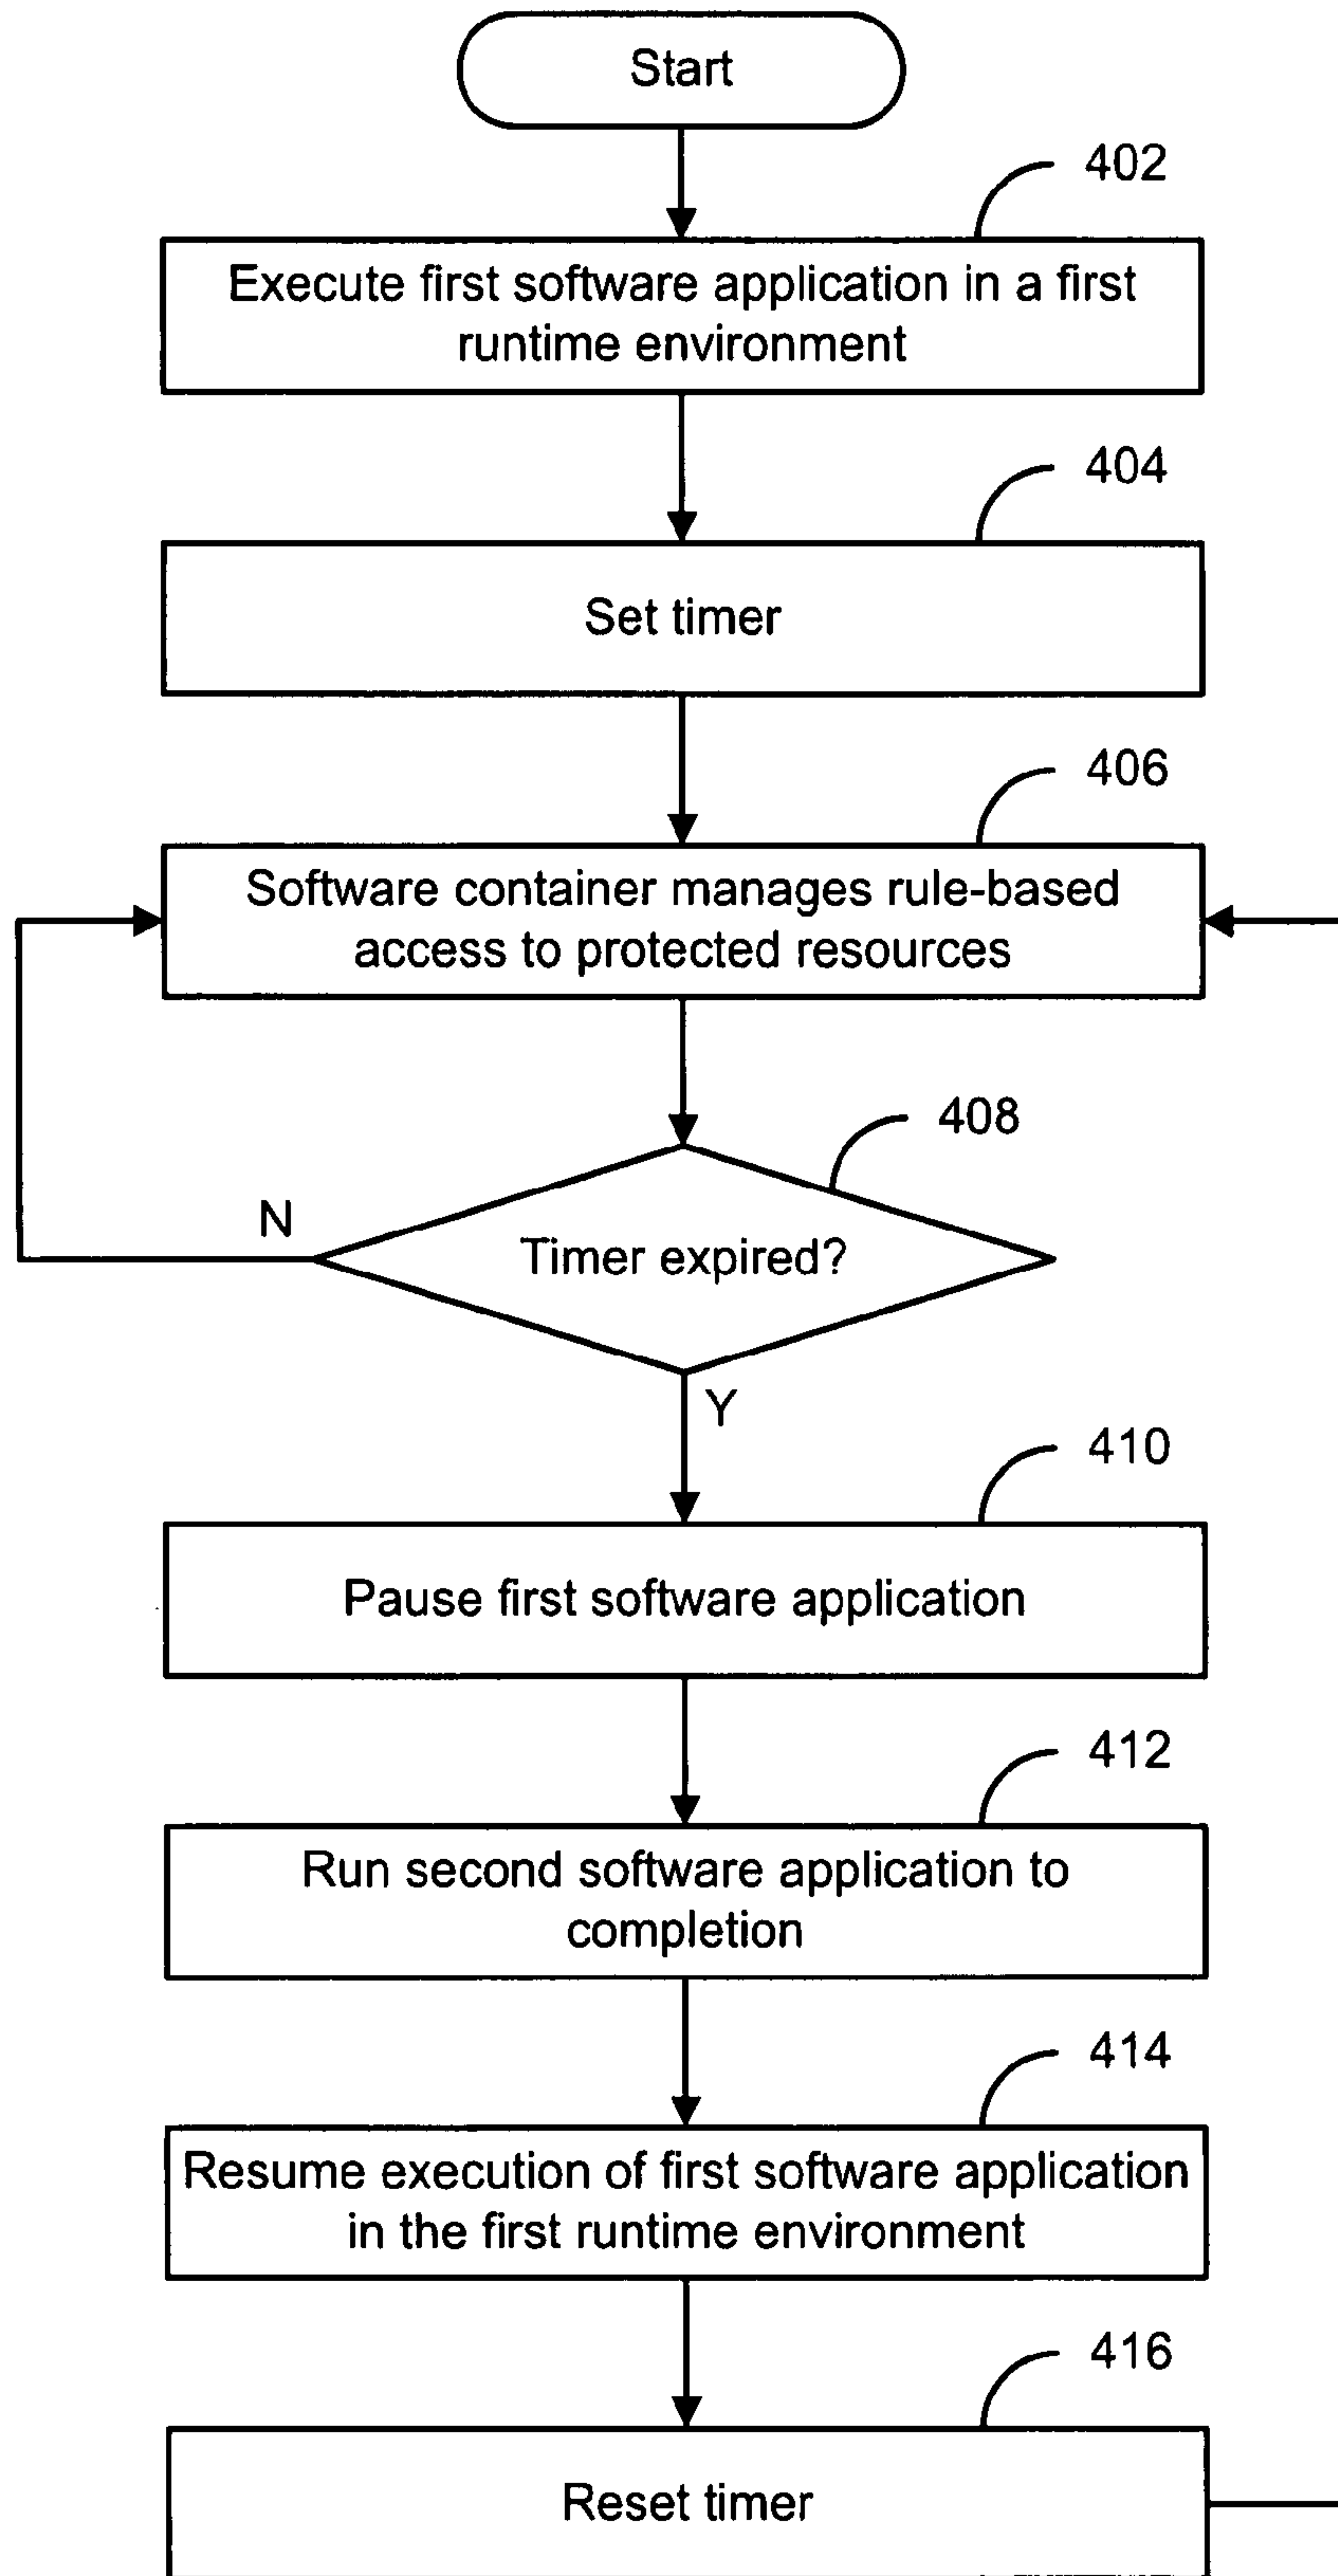 Start
402
Execute first software application in a first
runtime environment
404
Set timer
406
Software container manages rule-based
access to protected resources
408
N
Timer expired?
Y
410
Pause first software application
412
Run second software application to
completion
414
Resume execution of first software application
in the first runtime environment
416
Reset timer